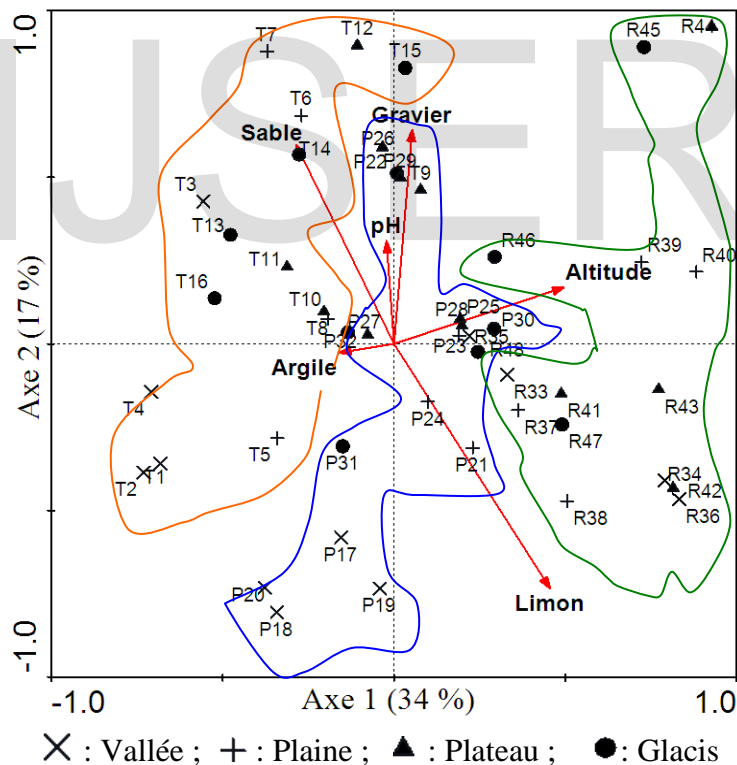 IJSER
1.0
T7 T12 R45 R44
T15
T6
Sable Gravier
T14 P26
P22 P29 T9
T3
T13 pH
R46 R39 R40
T11 Altitude
T16
T10 P28 P25 P30
T8 P27
P32 P23 R35
R48
Argile
T4 R33
P24 R37 R41 R43
T5 R47
P31 P21
T2 T1 R34
R42
R38 R36
P17
P20 P19 Limon
P18
Axe 2 (17 %)
-1.0
-1.0 Axe 1 (34 %) 1.0
: Vallée ; : Plaine ; : Plateau ; : Glacis